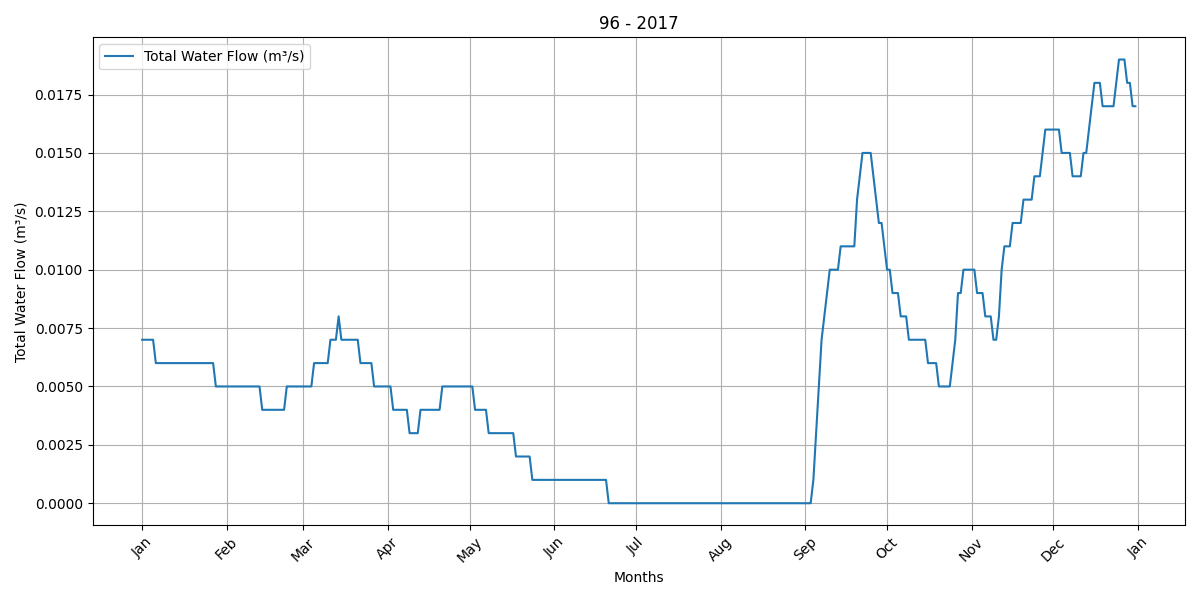 96 - 2017
Total Water Flow (m³/s)
Total Water Flow (m³/s)
0.0175
0.0150
0.0125
0.0100
0.0075
0.0050
0.0025
0.0000
Jan
Feb
Mar
Apr
May
Jun
Jul
Aug
Sep
Oct
Nov
Dec
Jan
Months